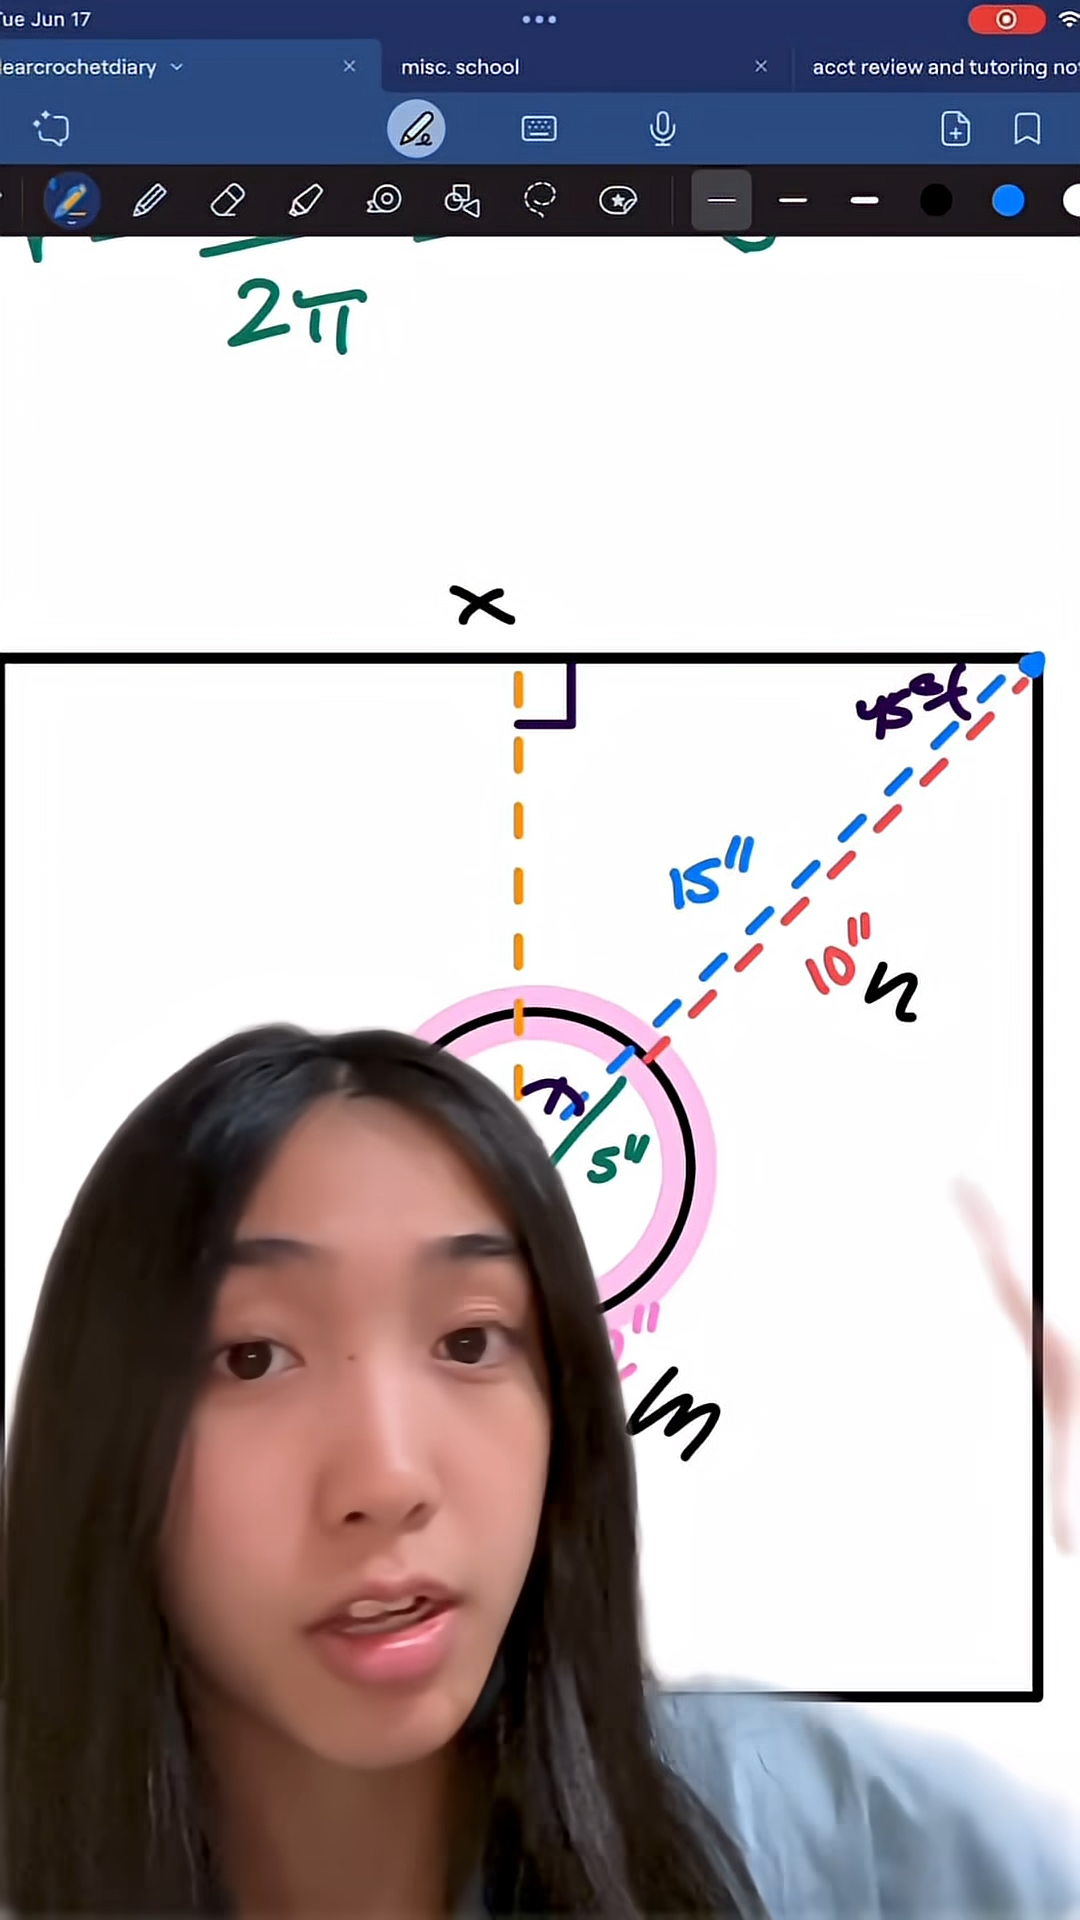 Tue Jun 17
learcrochetdiary
misc. school
acct review and tutoring no
2π
x
45°
15"
10"
n
5"
"
m